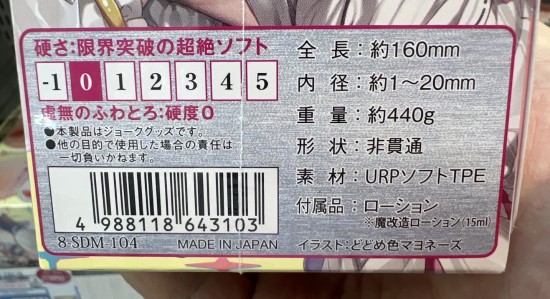 硬さ:限界突破の超絶ソフト
-1 0 1 2 3 4 5
虚無のふわとろ:硬度0
●本製品はジョークグッズです。
●他の目的で使用した場合の責任は
一切負いかねます。
4 988118 643103
8-SDM-104 MADE IN JAPAN
全長:約160mm
内径:約1~20mm
重量:約440g
形状:非貫通
素材:URPソフトTPE
付属品:ローション
※魔改造ローション(15ml)
イラスト:どどめ色マヨネーズ